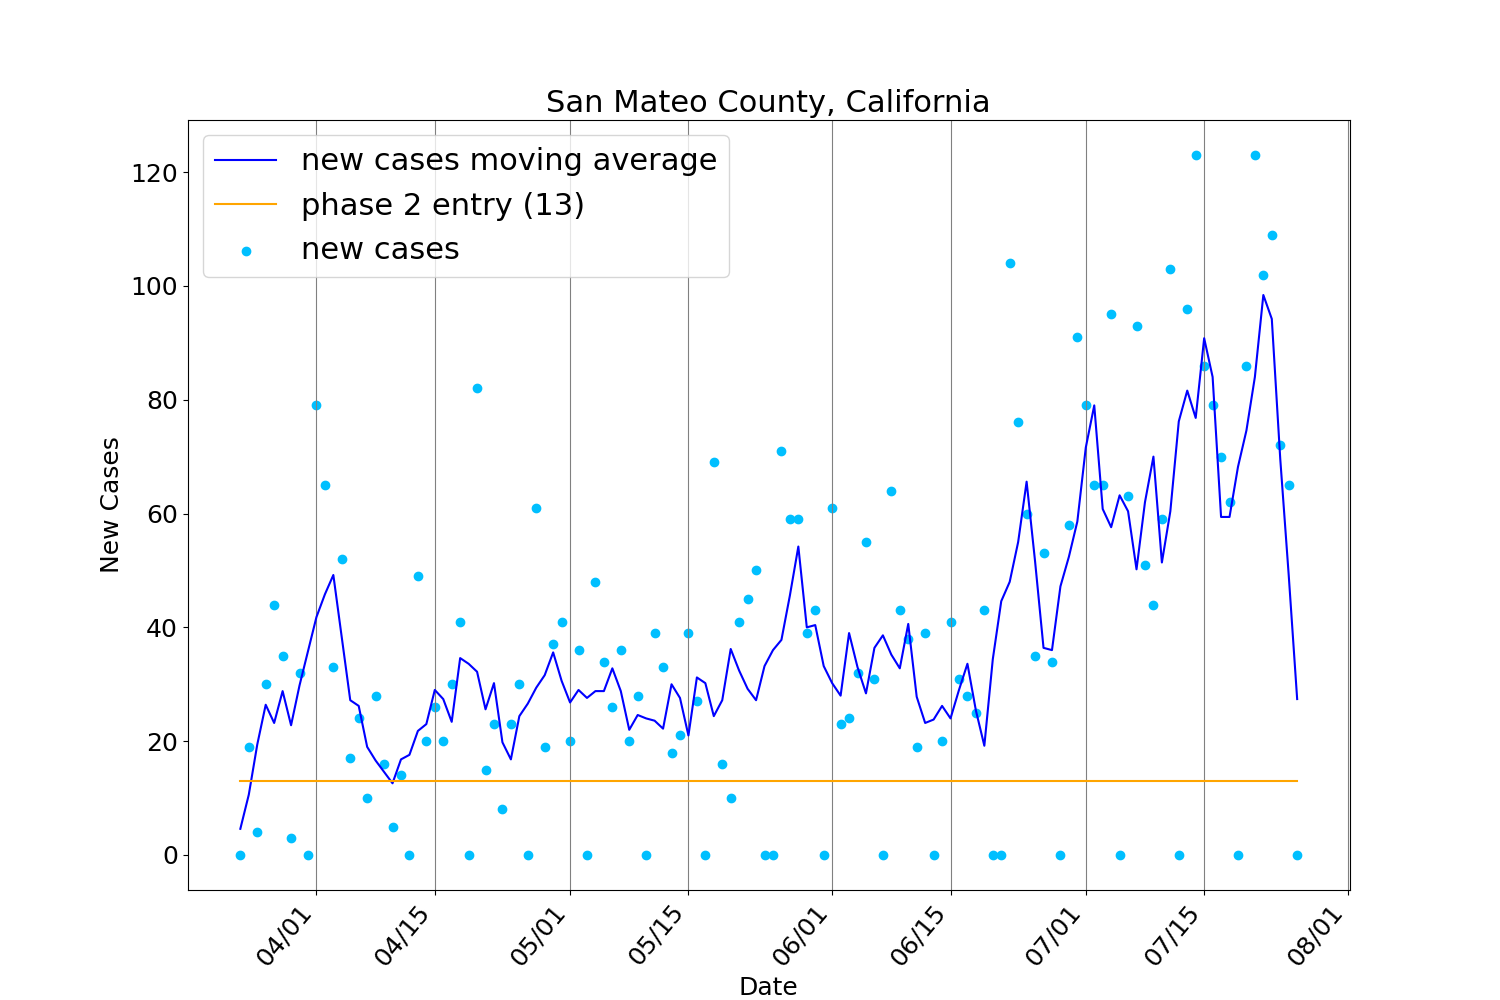 San Mateo County, California
new cases moving average
phase 2 entry (13)
new cases
120
100
80
60
40
20
0
New Cases
04/01
04/15
05/01
05/15
06/01
06/15
07/01
07/15
08/01
Date